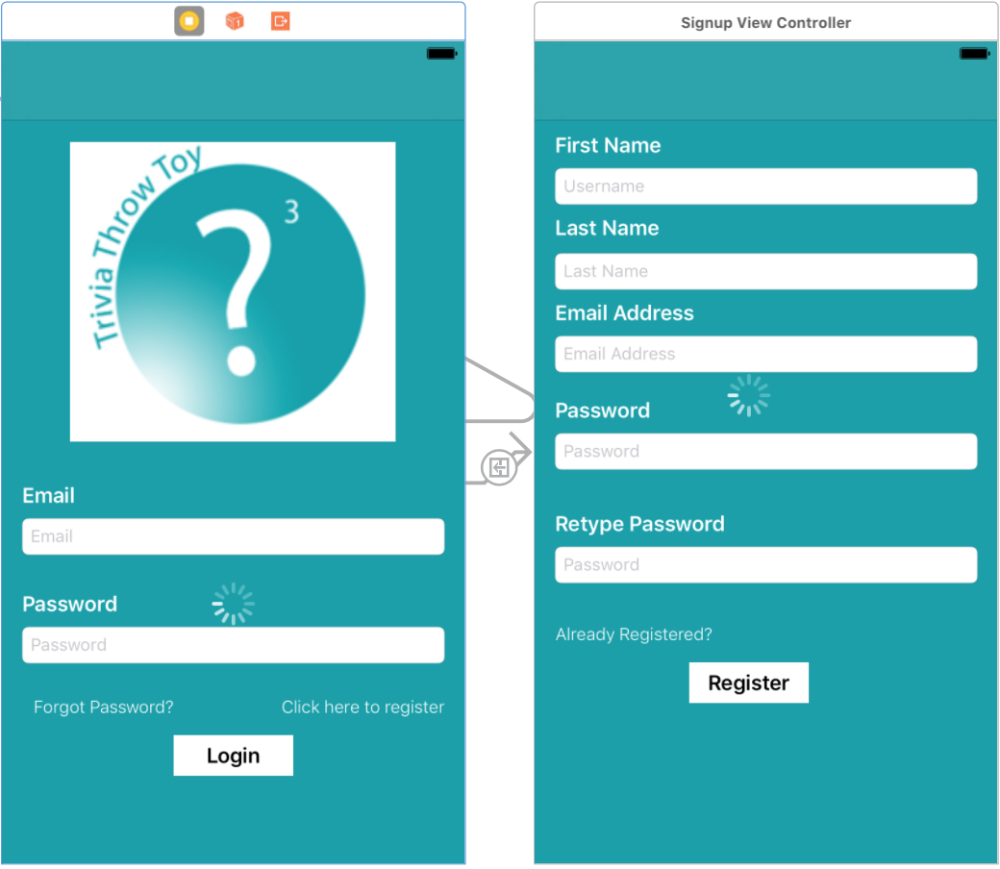 Trivia Throw Toy
?
3
Email
Email
Password
Password
Forgot Password?
Click here to register
Login
Signup View Controller
First Name
Username
Last Name
Last Name
Email Address
Email Address
Password
Password
Retype Password
Password
Already Registered?
Register